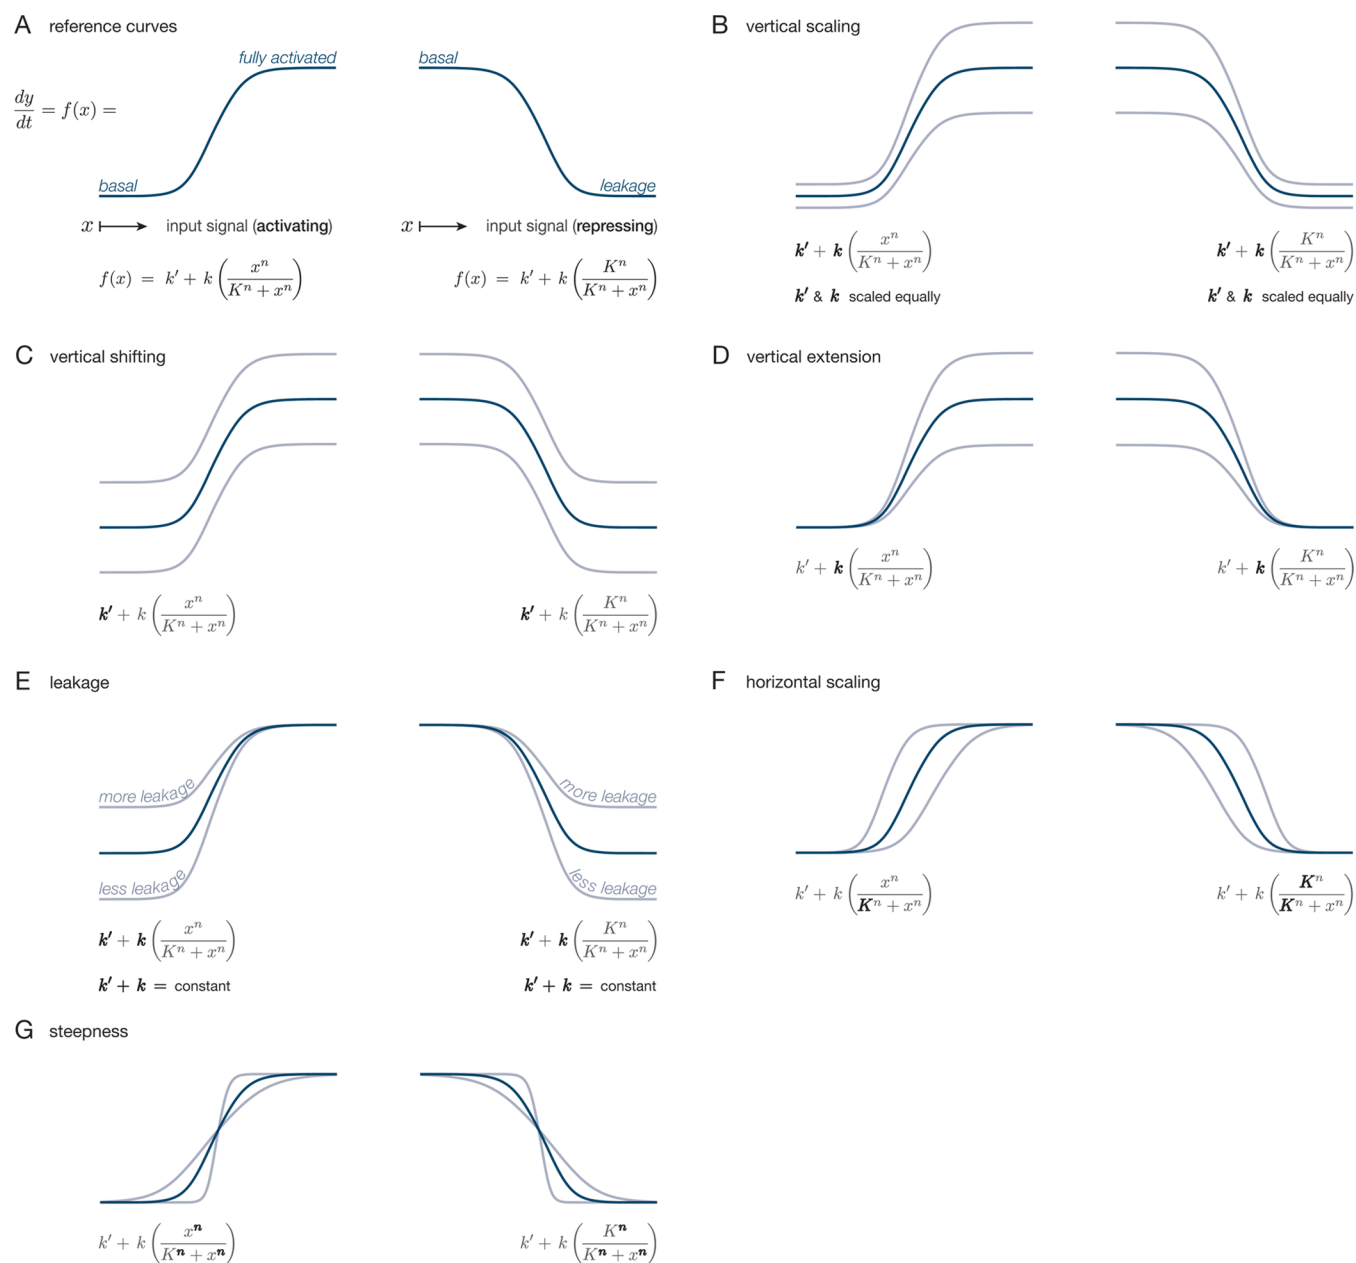 A reference curves
fully activated
basal
dy/dt = f(x) =
basal
leakage
x input signal (activating)
x input signal (repressing)
f(x) = k′ + k (xⁿ / Kⁿ + xⁿ)
f(x) = k′ + k (Kⁿ / Kⁿ + xⁿ)
B vertical scaling
k′ + k (xⁿ / Kⁿ + xⁿ)
k′ + k (Kⁿ / Kⁿ + xⁿ)
k′ & k scaled equally
k′ & k scaled equally
C vertical shifting
k′ + k (xⁿ / Kⁿ + xⁿ)
k′ + k (Kⁿ / Kⁿ + xⁿ)
D vertical extension
k′ + k (xⁿ / Kⁿ + xⁿ)
k′ + k (Kⁿ / Kⁿ + xⁿ)
E leakage
more leakage
more leakage
less leakage
less leakage
k′ + k (xⁿ / Kⁿ + xⁿ)
k′ + k (Kⁿ / Kⁿ + xⁿ)
k′ + k = constant
k′ + k = constant
F horizontal scaling
k′ + k (xⁿ / Kⁿ + xⁿ)
k′ + k (Kⁿ / Kⁿ + xⁿ)
G steepness
k′ + k (xⁿ / Kⁿ + xⁿ)
k′ + k (Kⁿ / Kⁿ + xⁿ)